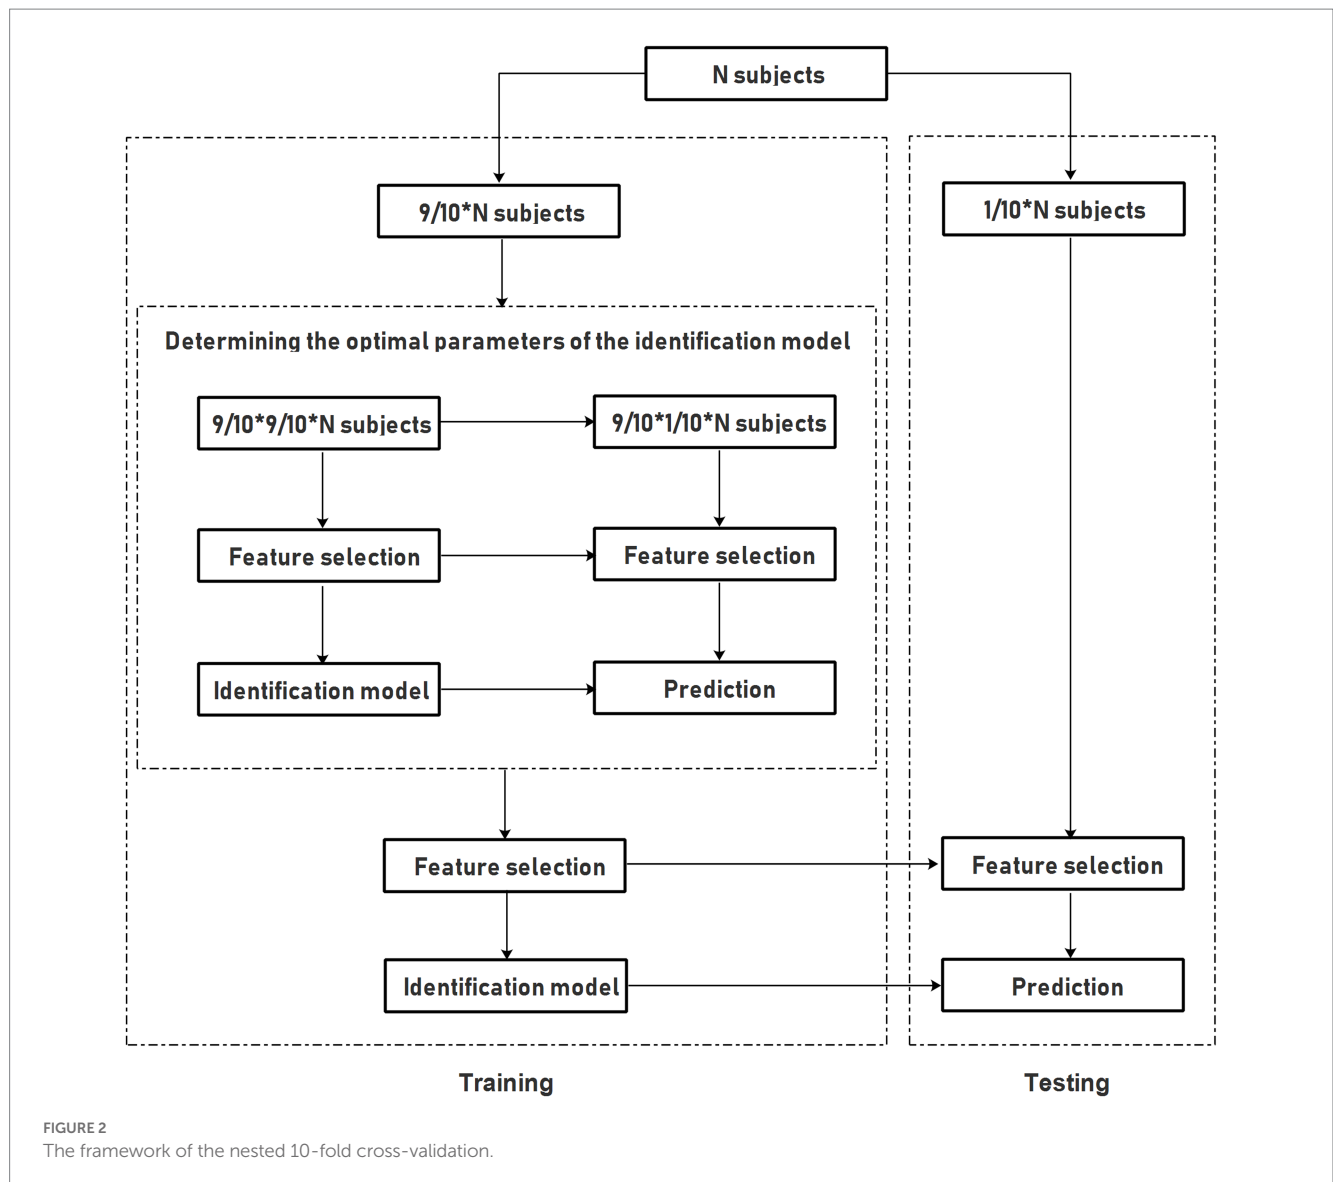 N subjects
9/10*N subjects
1/10*N subjects
Determining the optimal parameters of the identification model
9/10*9/10*N subjects
9/10*1/10*N subjects
Feature selection
Feature selection
Identification model
Prediction
Feature selection
Feature selection
Identification model
Prediction
Training
Testing
FIGURE 2
The framework of the nested 10-fold cross-validation.